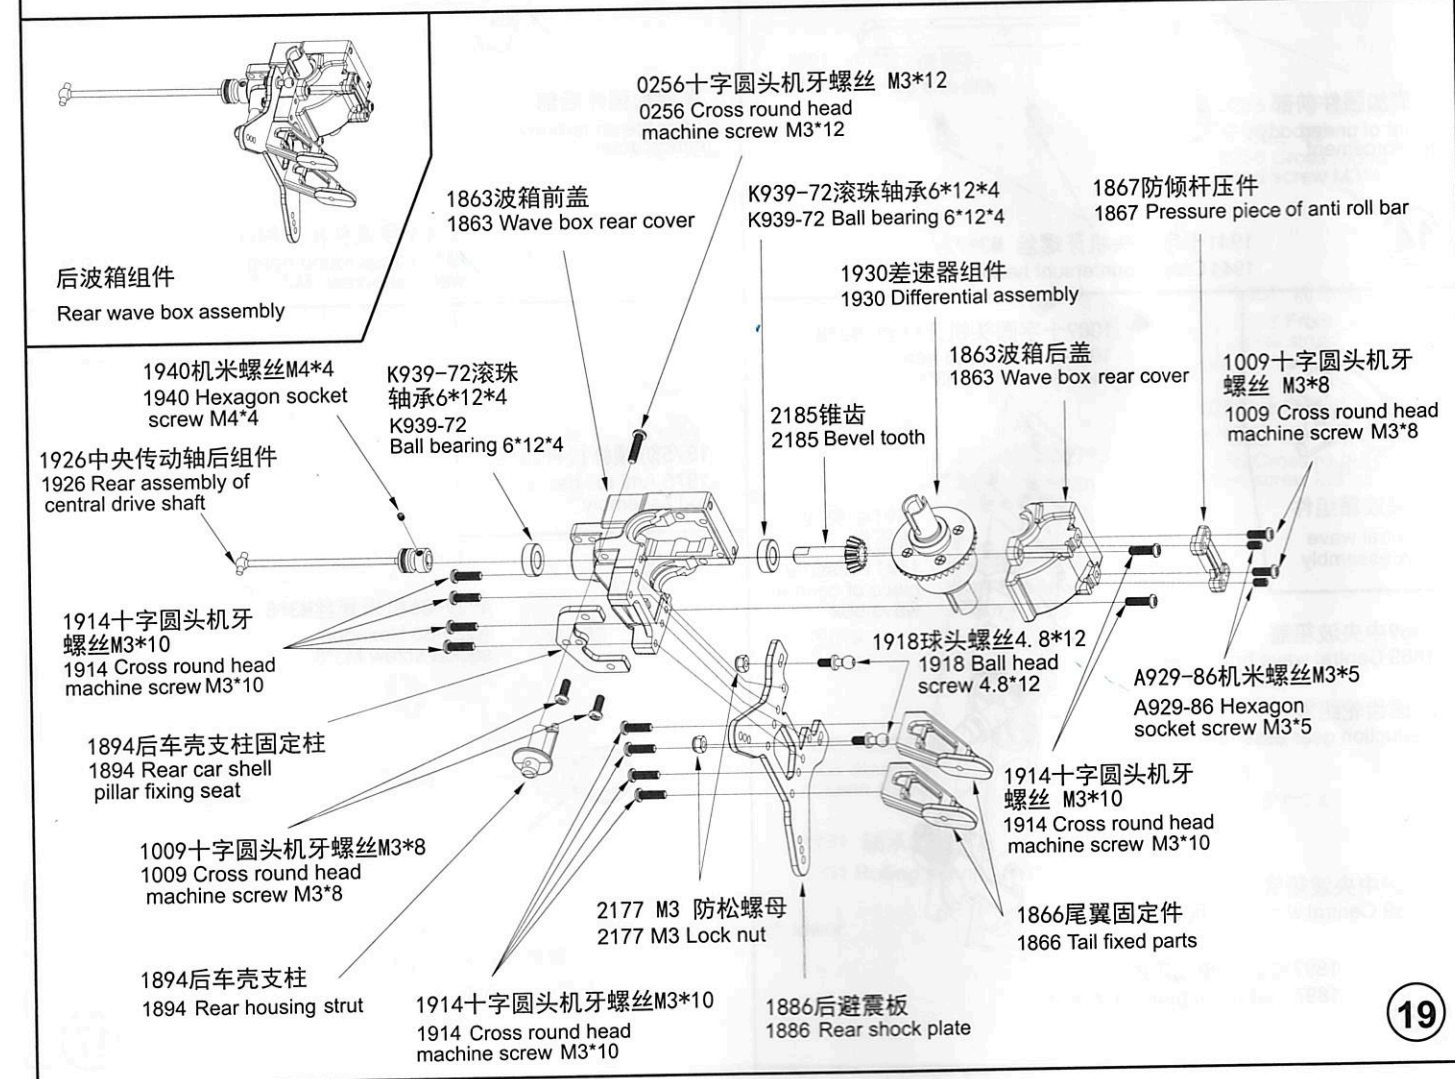 后波箱组件
Rear wave box assembly
0256十字圆头机牙螺丝 M3*12
0256 Cross round head
machine screw M3*12
1863波箱前盖
1863 Wave box rear cover
K939-72滚珠轴承6*12*4
K939-72 Ball bearing 6*12*4
1867防倾杆压件
1867 Pressure piece of anti roll bar
1930差速器组件
1930 Differential assembly
1863波箱后盖
1863 Wave box rear cover
1009十字圆头机牙
螺丝 M3*8
1009 Cross round head
machine screw M3*8
1940机米螺丝M4*4
1940 Hexagon socket
screw M4*4
K939-72滚珠
轴承6*12*4
K939-72
Ball bearing 6*12*4
2185锥齿
2185 Bevel tooth
1926中央传动轴后组件
1926 Rear assembly of
central drive shaft
1914十字圆头机牙
螺丝M3*10
1914 Cross round head
machine screw M3*10
1918球头螺丝4.8*12
1918 Ball head
screw 4.8*12
A929-86机米螺丝M3*5
A929-86 Hexagon
socket screw M3*5
1894后车壳支柱固定柱
1894 Rear car shell
pillar fixing seat
1914十字圆头机牙
螺丝 M3*10
1914 Cross round head
machine screw M3*10
1009十字圆头机牙螺丝M3*8
1009 Cross round head
machine screw M3*8
2177 M3 防松螺母
2177 M3 Lock nut
1866尾翼固定件
1866 Tail fixed parts
1894后车壳支柱
1894 Rear housing strut
1914十字圆头机牙螺丝M3*10
1914 Cross round head
machine screw M3*10
1886后避震板
1886 Rear shock plate
19